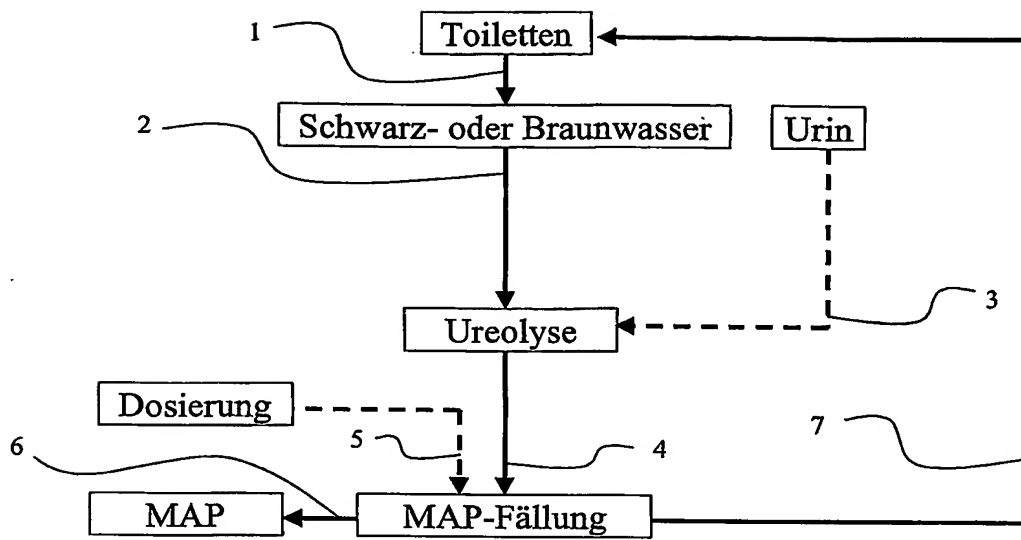 1
Toiletten
2
Schwarz- oder Braunwasser
Urin
3
Ureolyse
Dosierung
5
4
7
6
MAP
MAP-Fällung